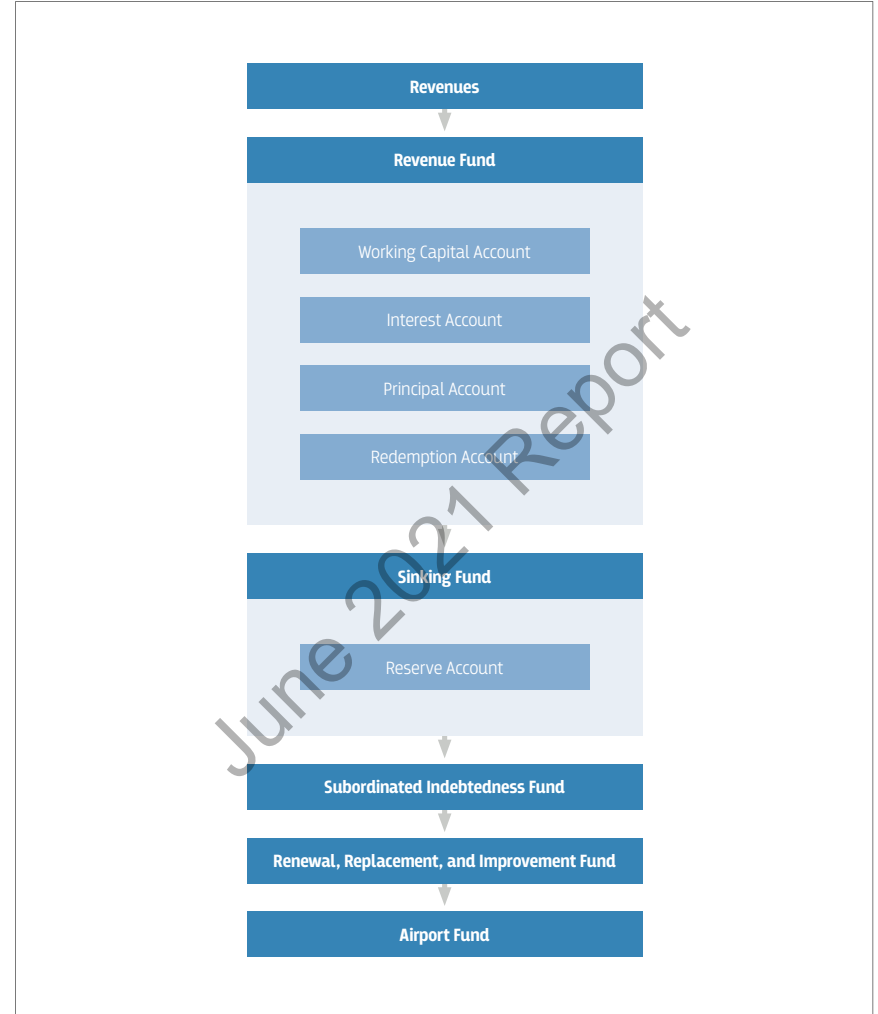 Revenues
Revenue Fund
Working Capital Account
Interest Account
Principal Account
Redemption Account
Sinking Fund
Reserve Account
Subordinated Indebtedness Fund
Renewal, Replacement, and Improvement Fund
Airport Fund
June 2021 Report